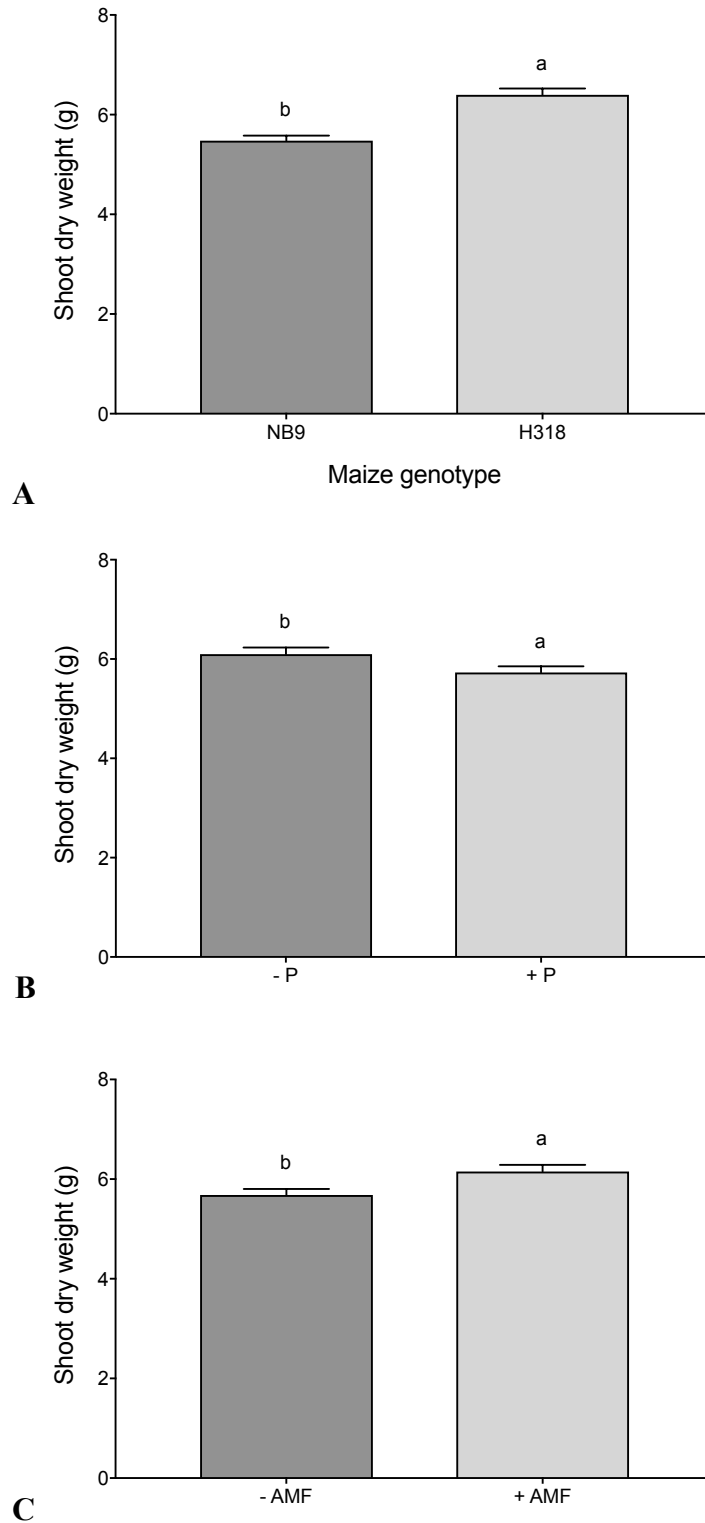 8
6
4
2
0
Shoot dry weight (g)
b
a
NB9 H318
Maize genotype
A
8
6
4
2
0
Shoot dry weight (g)
b
a
- P + P
B
8
6
4
2
0
Shoot dry weight (g)
b
a
- AMF + AMF
C